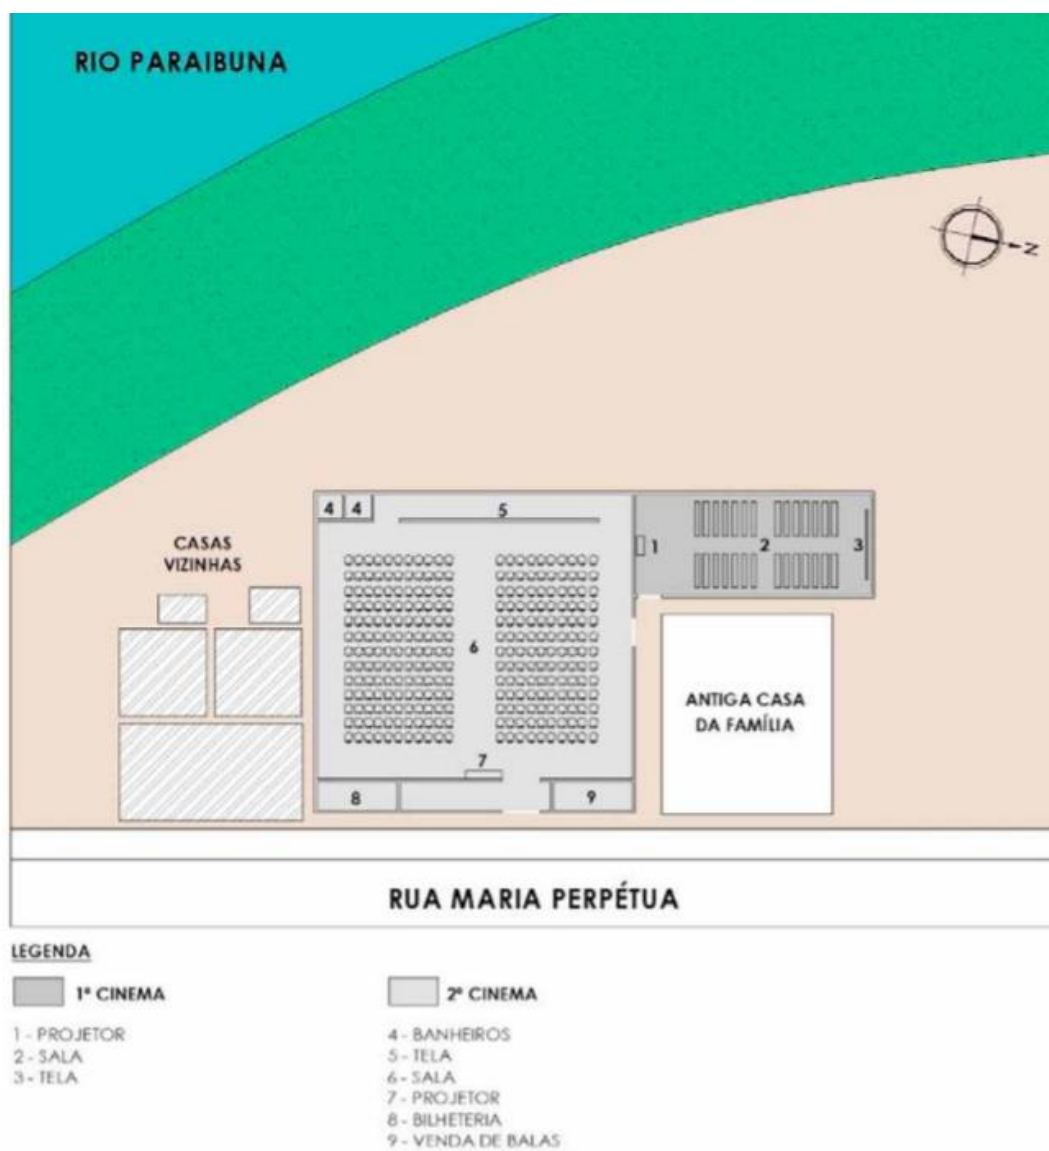 RIO PARAIBUNA
N
4 4
5
1
2
3
CASAS
VIZINHAS
6
ANTIGA CASA
DA FAMÍLIA
7
8
9
RUA MARIA PERPÉTUA
LEGENDA
1º CINEMA
1 - PROJETOR
2 - SALA
3 - TELA
2º CINEMA
4 - BANHEIROS
5 - TELA
6 - SALA
7 - PROJETOR
8 - BILHETERIA
9 - VENDA DE BALAS